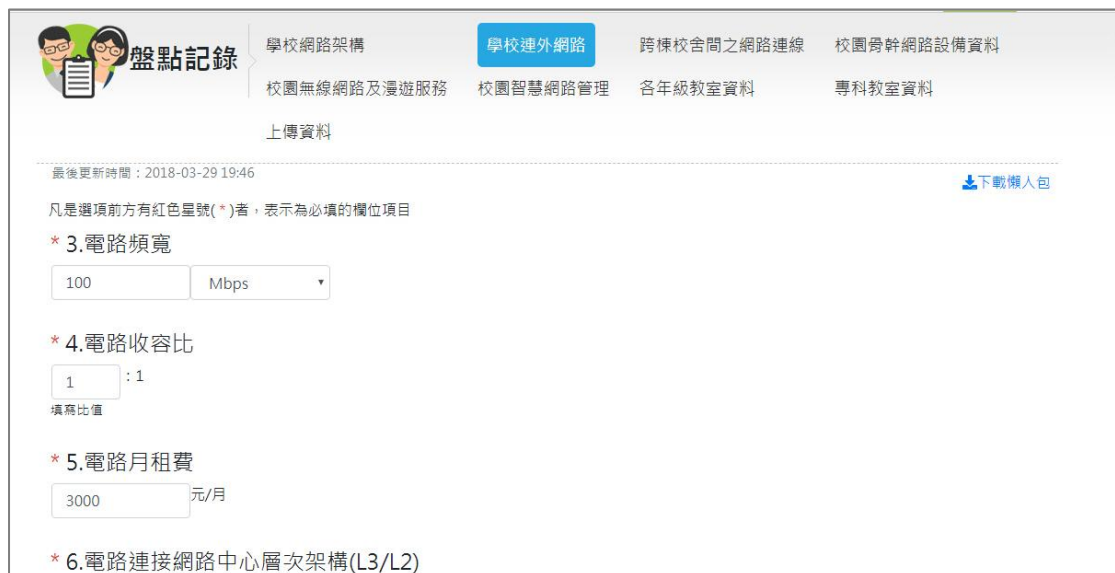 盤點記錄
學校網路架構 學校連外網路 跨棟校舍間之網路連線 校園骨幹網路設備資料
校園無線網路及漫遊服務 校園智慧網路管理 各年級教室資料 專科教室資料
上傳資料
最後更新時間：2018-03-29 19:46
下載懶人包
凡是選項前方有紅色星號( * )者，表示為必填的欄位項目
* 3.電路頻寬
100 Mbps
* 4.電路收容比
1 : 1
填寫比值
* 5.電路月租費
3000 元/月
* 6.電路連接網路中心層次架構(L3/L2)